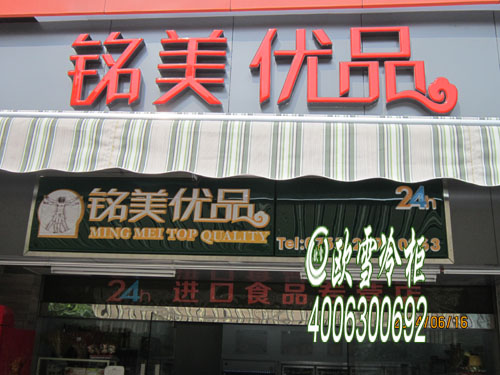 铭美优品
铭美优品
MING MEI TOP QUALITY
24h
Tel:
欧雪冷柜
24h 进口食品 店
4006300692
/06/16